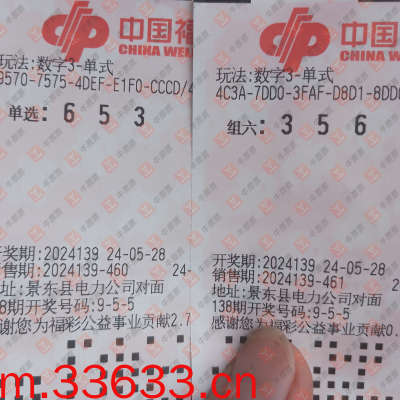 中国福
CHINA WEL
玩法:数字3-单式
9570-7575-4DEF-E1F0-CCCD/4
单选: 6 5 3
开奖期:2024139 24-05-28
销售期:2024139-460 24-
地址:景东县电力公司对面
138期开奖号码:9-5-5
感谢您为福彩公益事业贡献2.7
中国
CHINA WE
玩法:数字3-单式
4C3A-7DD0-3FAF-D8D1-8DD0
组六: 3 5 6
开奖期:2024139 24-05-28
销售期:2024139-461
地址:景东县电力公司对面
138期开奖号码:9-5-5
感谢您为福彩公益事业贡献0.
m.33633.cn